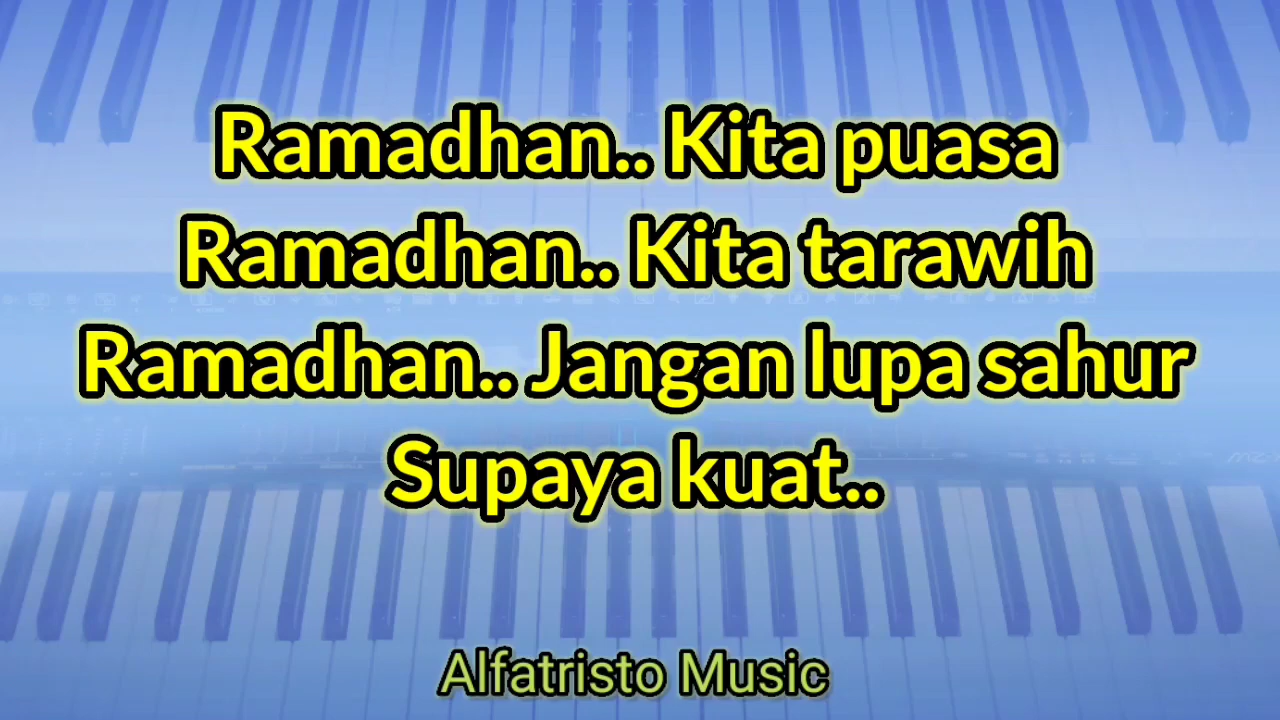 Ramadhan.. Kita puasa
Ramadhan.. Kita tarawih
Ramadhan.. Jangan lupa sahur
Supaya kuat..
Alfatristo Music